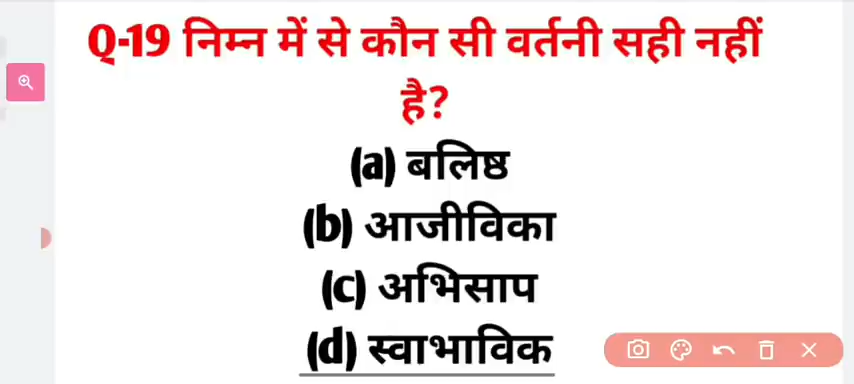 Q-19 निम्न में से कौन सी वर्तनी सही नहीं
है?
(a) बलिष्ठ
(b) आजीविका
(c) अभिसाप
(d) स्वाभाविक